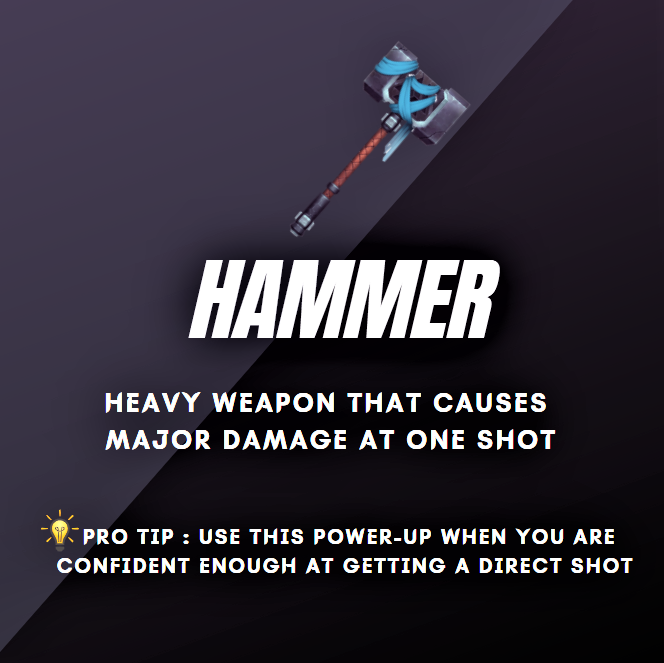 HAMMER
HEAVY WEAPON THAT CAUSES
MAJOR DAMAGE AT ONE SHOT
PRO TIP : USE THIS POWER-UP WHEN YOU ARE
CONFIDENT ENOUGH AT GETTING A DIRECT SHOT